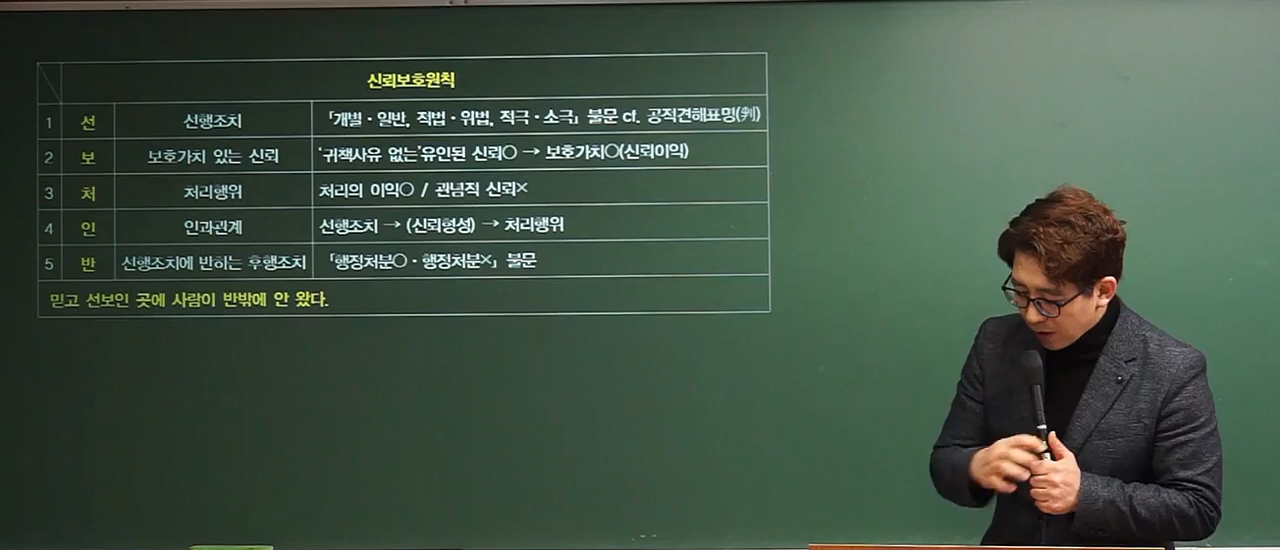 신뢰보호원칙
1 선 선행조치 「개별·일반, 적법·위법, 적극·소극」 불문 cf. 공적견해표명(判)
2 보 보호가치 있는 신뢰 '귀책사유 없는'유인된 신뢰○ → 보호가치○(신뢰이익)
3 처 처리행위 처리의 이익○ / 관념적 신뢰×
4 인 인과관계 선행조치 → (신뢰형성) → 처리행위
5 반 선행조치에 반하는 후행조치 「행정처분○·행정처분×」 불문
믿고 선보인 곳에 사람이 반밖에 안 왔다.